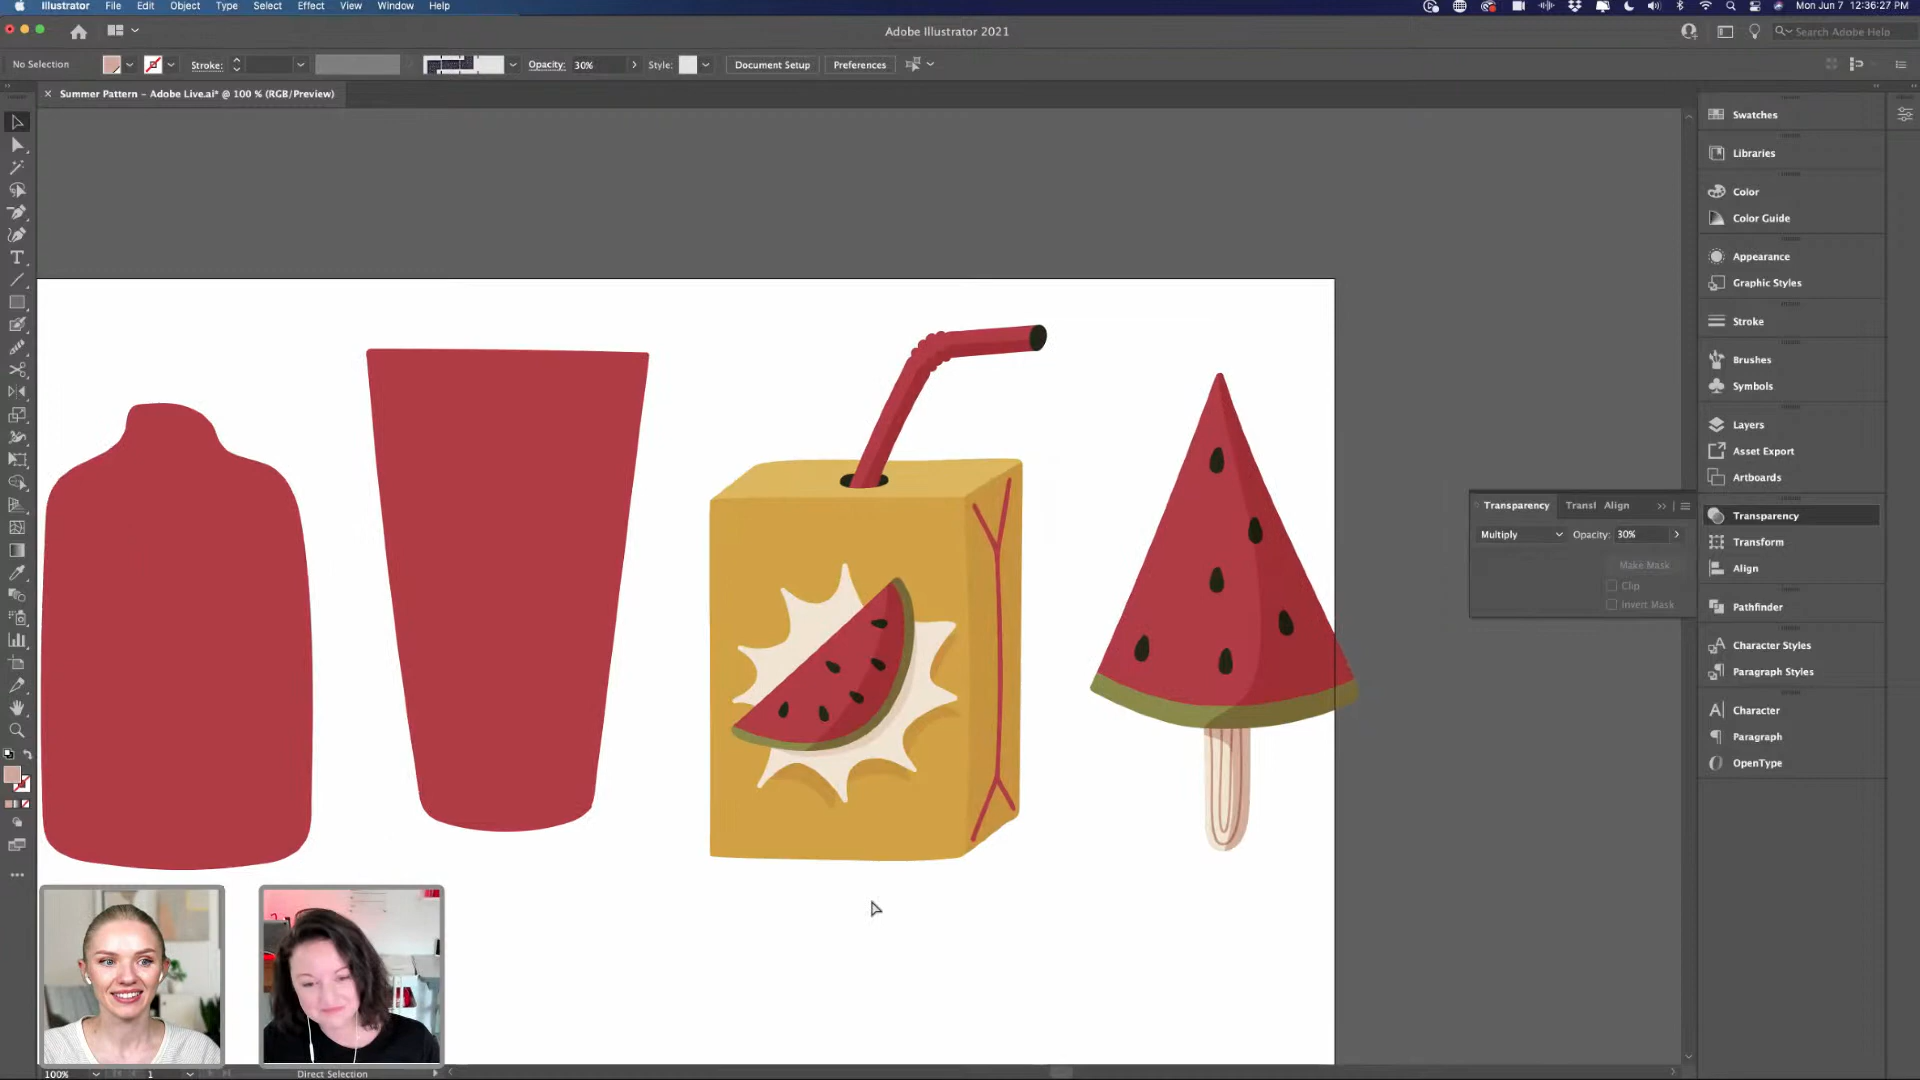 Illustrator File Edit Object Type Select Effect View Window Help
Mon Jun 7 12:36:27 PM
Adobe Illustrator 2021
Search Adobe Help
No Selection
Stroke:
Opacity: 30%
Style:
Document Setup
Preferences
Summer Pattern – Adobe Live.ai* @ 100 % (RGB/Preview)
Swatches
Libraries
Color
Color Guide
Appearance
Graphic Styles
Stroke
Brushes
Symbols
Layers
Asset Export
Artboards
Transparency
Transform
Align
Pathfinder
Character Styles
Paragraph Styles
Character
Paragraph
OpenType
Transparency Transf Align
Multiply Opacity: 30%
Make Mask
Clip
Invert Mask
100% 1 Direct Selection